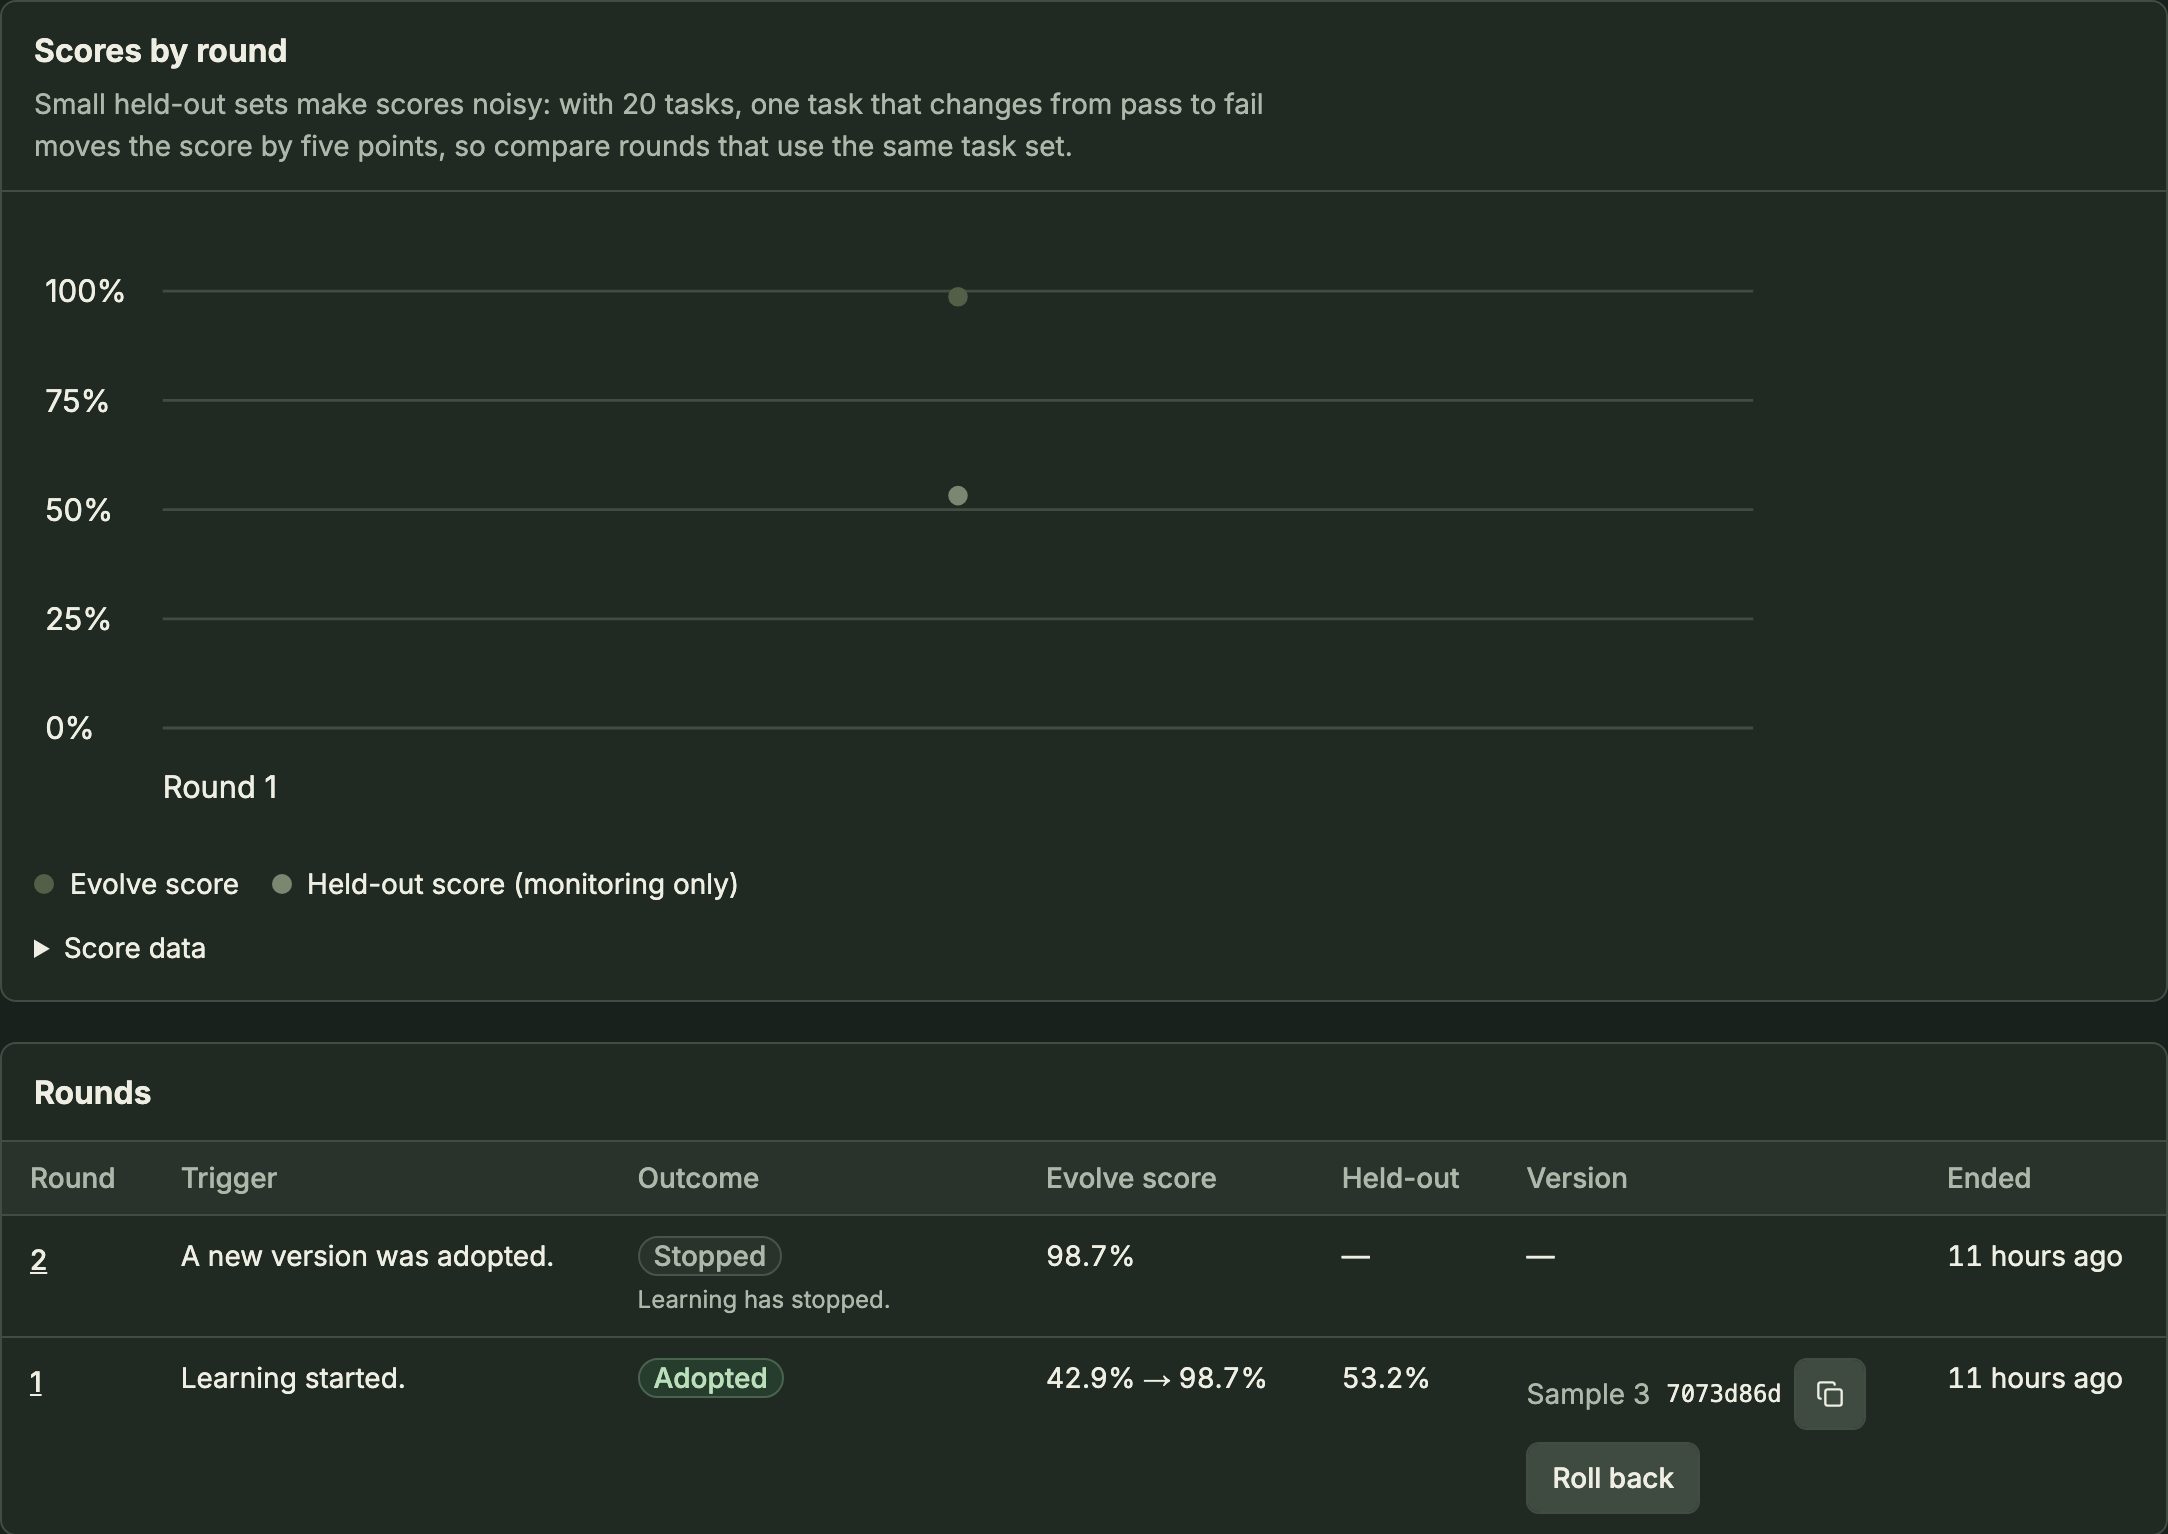 Scores by round
Small held-out sets make scores noisy: with 20 tasks, one task that changes from pass to fail
moves the score by five points, so compare rounds that use the same task set.
100%
75%
50%
25%
0%
Round 1
Evolve score Held-out score (monitoring only)
Score data
Rounds
Round Trigger Outcome Evolve score Held-out Version Ended
2 A new version was adopted. Stopped 98.7% — — 11 hours ago
Learning has stopped.
1 Learning started. Adopted 42.9% → 98.7% 53.2% Sample 3 7073d86d 11 hours ago
Roll back